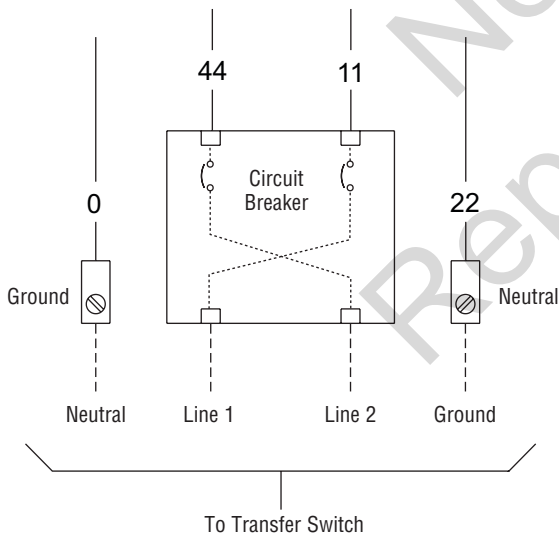 44
11
Circuit
Breaker
0
22
Ground
Neutral
Neutral
Line 1
Line 2
Ground
To Transfer Switch